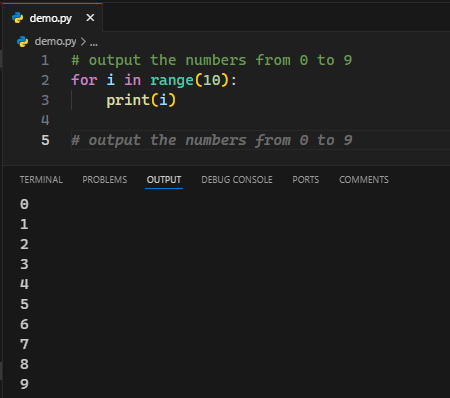 demo.py ×
demo.py > ...
1 # output the numbers from 0 to 9
2 for i in range(10):
3     print(i)
4
5 # output the numbers from 0 to 9
TERMINAL PROBLEMS OUTPUT DEBUG CONSOLE PORTS COMMENTS
0
1
2
3
4
5
6
7
8
9